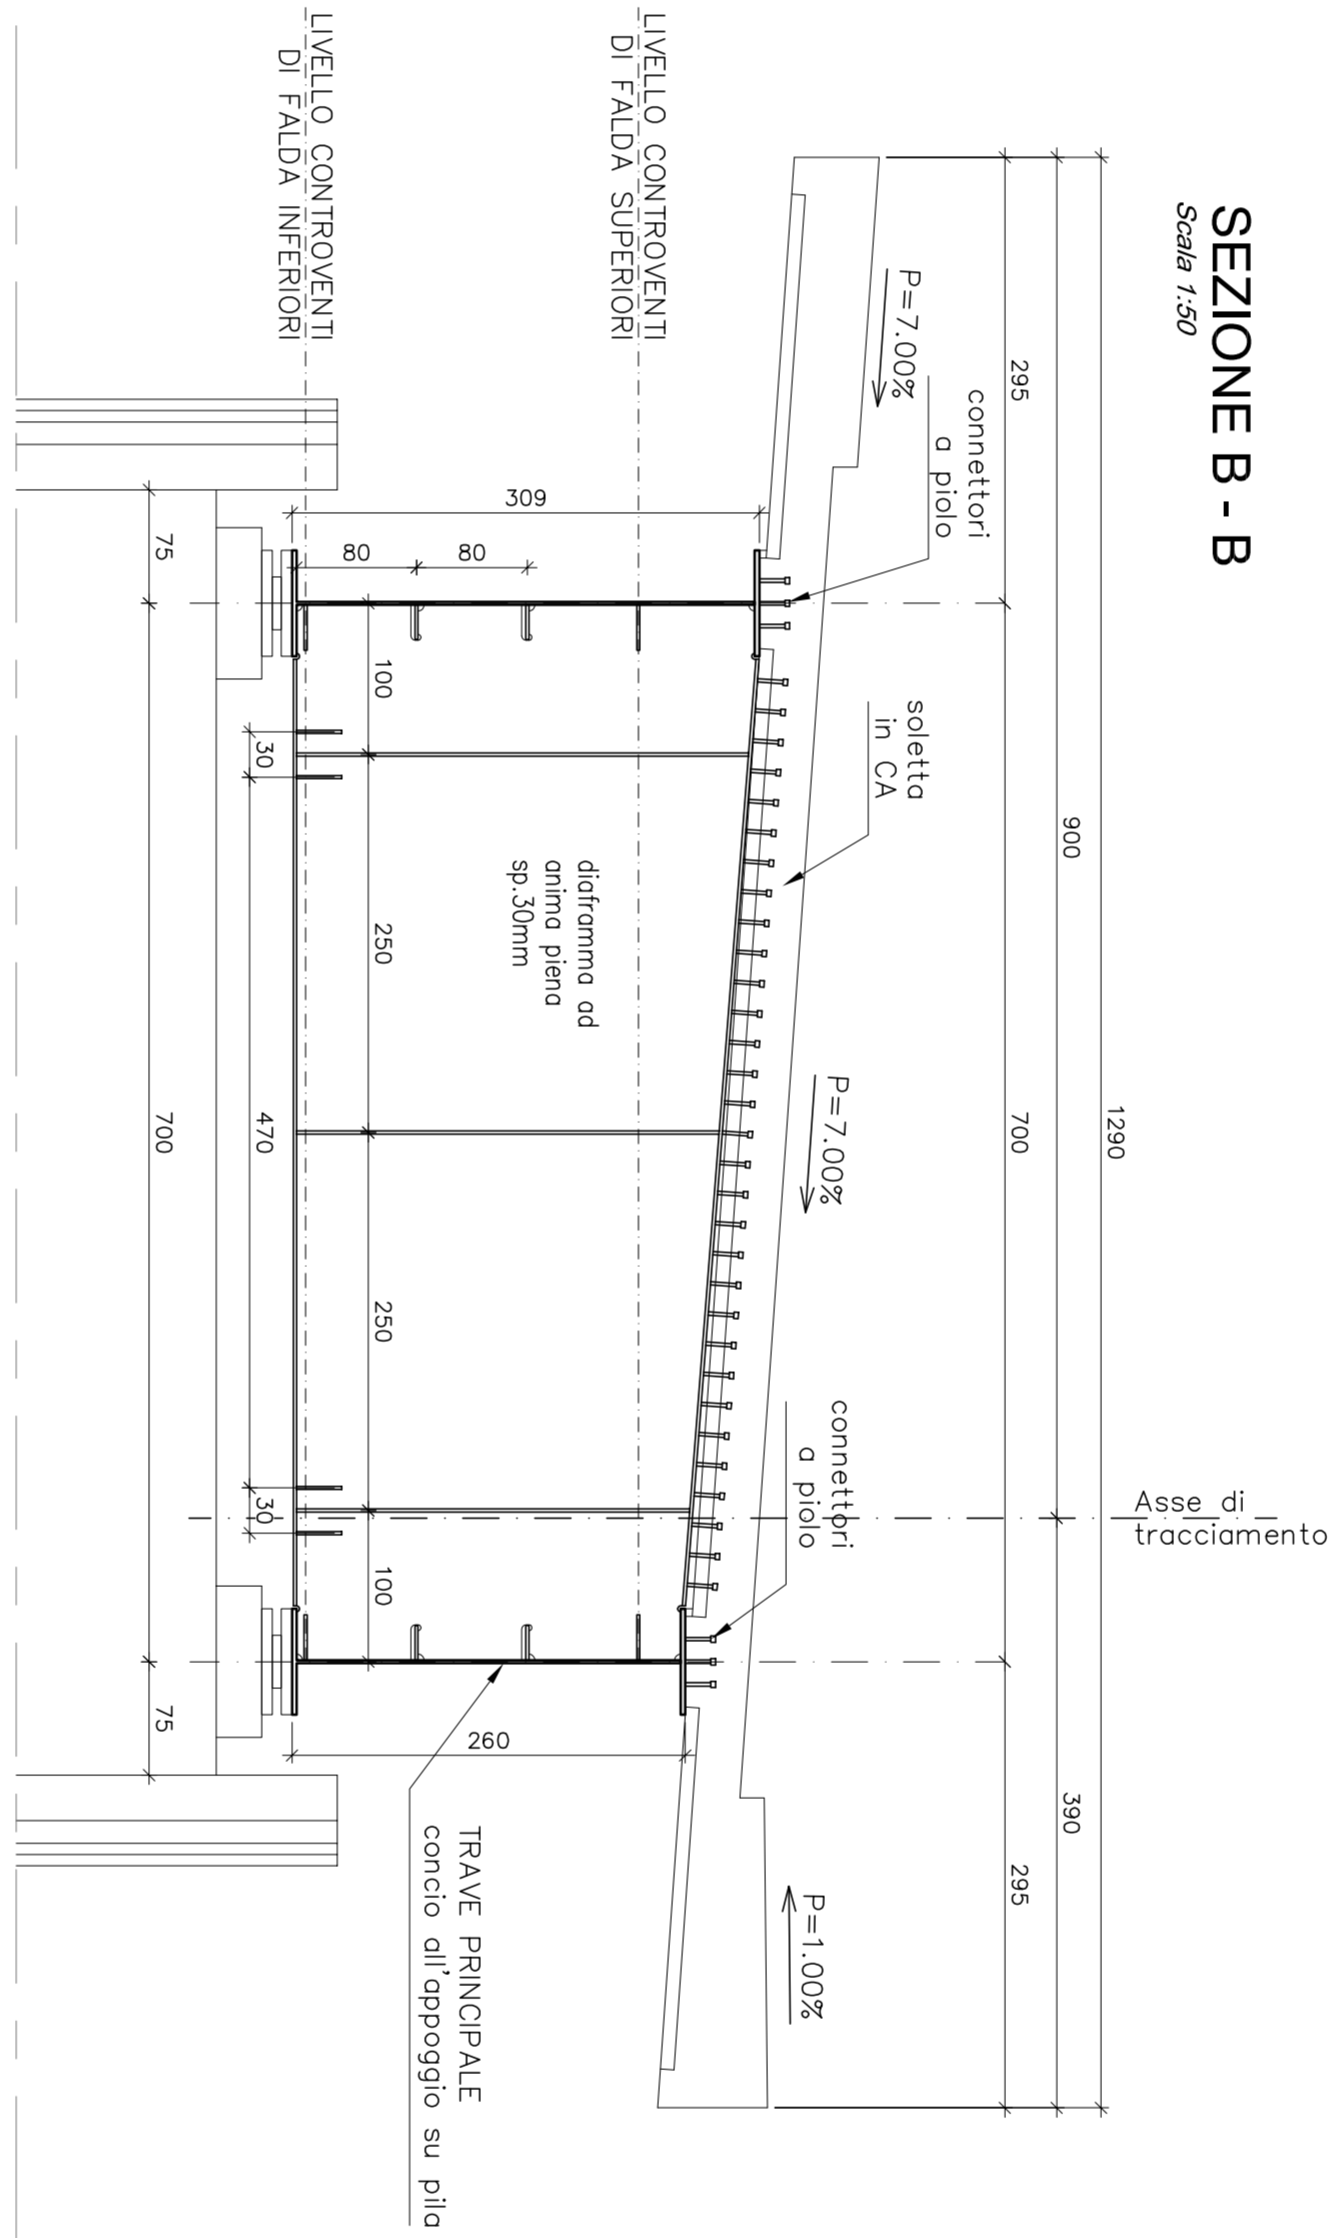 SEZIONE B - B
Scala 1:50
1290
900
390
295
700
295
Asse di
tracciamento
P=7.00%
P=7.00%
P=1.00%
connettori
a piolo
soletta
in CA
connettori
a piolo
LIVELLO CONTROVENTI
DI FALDA SUPERIORI
LIVELLO CONTROVENTI
DI FALDA INFERIORI
309
80
80
diaframma ad
anima piena
sp.30mm
260
TRAVE PRINCIPALE
concio all'appoggio su pila
100
250
250
100
30
470
30
75
700
75